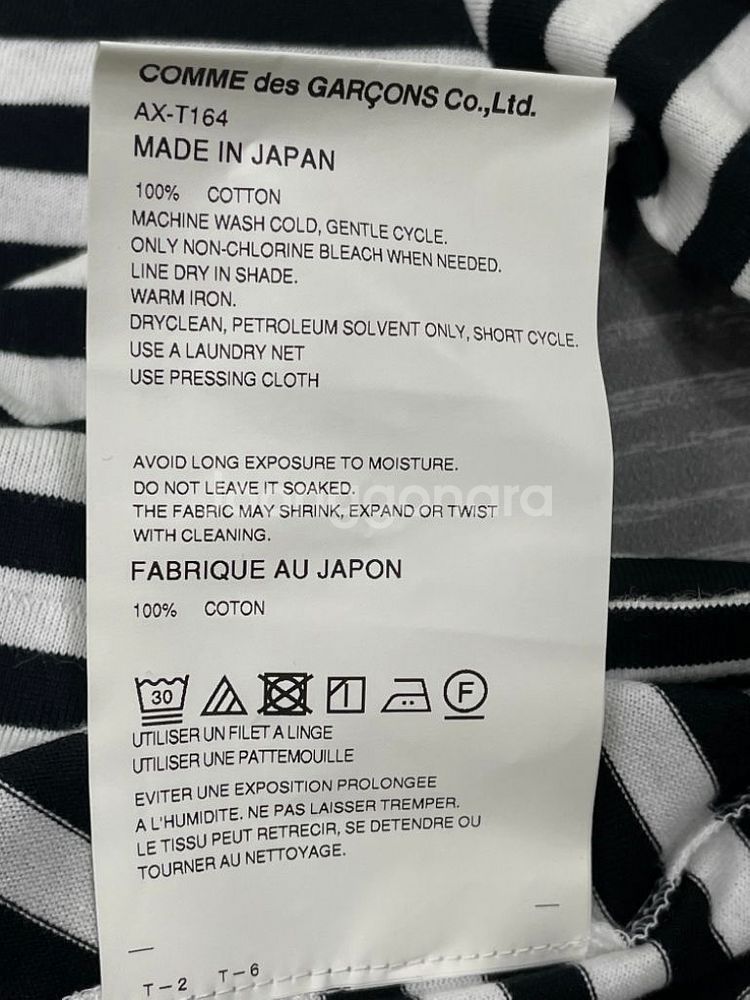 COMME des GARÇONS Co.,Ltd.
AX-T164
MADE IN JAPAN
100% COTTON
MACHINE WASH COLD, GENTLE CYCLE.
ONLY NON-CHLORINE BLEACH WHEN NEEDED.
LINE DRY IN SHADE.
WARM IRON.
DRYCLEAN, PETROLEUM SOLVENT ONLY, SHORT CYCLE.
USE A LAUNDRY NET
USE PRESSING CLOTH
AVOID LONG EXPOSURE TO MOISTURE.
DO NOT LEAVE IT SOAKED.
THE FABRIC MAY SHRINK, EXPAND OR TWIST
WITH CLEANING.
FABRIQUE AU JAPON
100% COTON
30 F
UTILISER UN FILET A LINGE
UTILISER UNE PATTEMOUILLE
EVITER UNE EXPOSITION PROLONGEE
A L'HUMIDITE. NE PAS LAISSER TREMPER.
LE TISSU PEUT RETRECIR, SE DETENDRE OU
TOURNER AU NETTOYAGE.
T-2 T-6